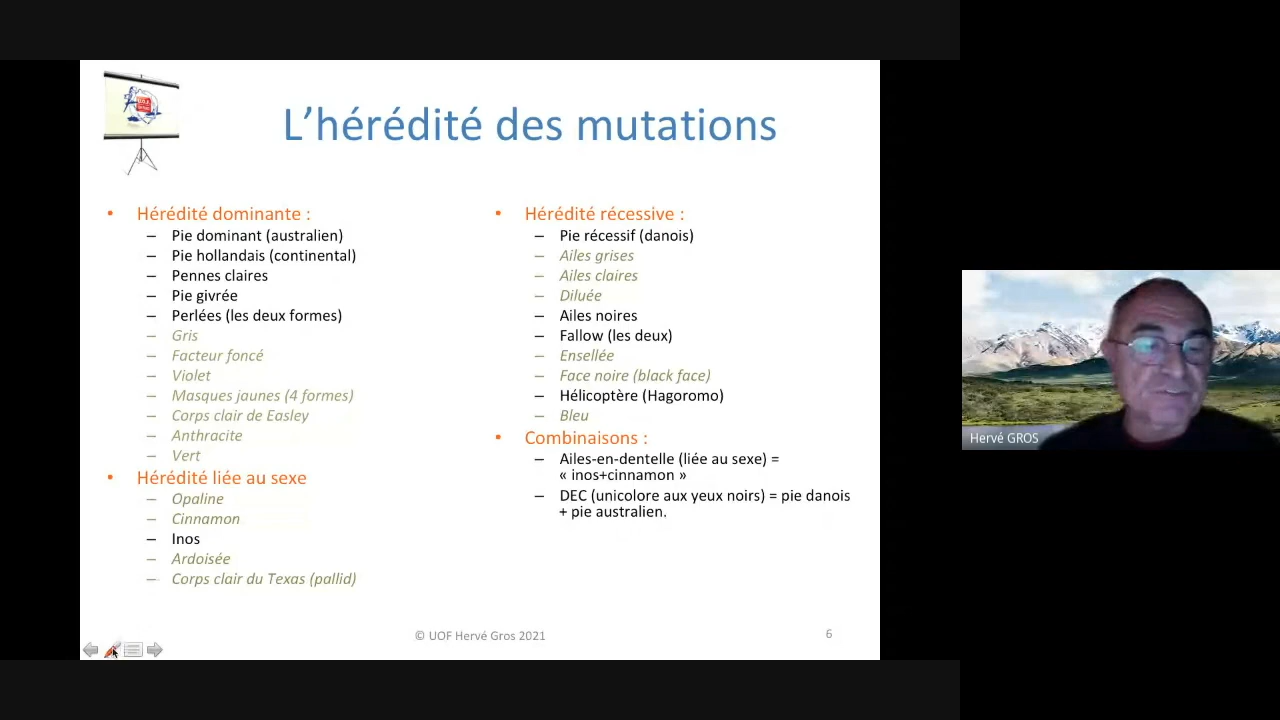 L'hérédité des mutations
• Hérédité dominante :
– Pie dominant (australien)
– Pie hollandais (continental)
– Pennes claires
– Pie givrée
– Perlées (les deux formes)
– Gris
– Facteur foncé
– Violet
– Masques jaunes (4 formes)
– Corps clair de Easley
– Anthracite
– Vert
• Hérédité liée au sexe
– Opaline
– Cinnamon
– Inos
– Ardoisée
– Corps clair du Texas (pallid)
• Hérédité récessive :
– Pie récessif (danois)
– Ailes grises
– Ailes claires
– Diluée
– Ailes noires
– Fallow (les deux)
– Ensellée
– Face noire (black face)
– Hélicoptère (Hagoromo)
– Bleu
• Combinaisons :
– Ailes-en-dentelle (liée au sexe) =
« inos+cinnamon »
– DEC (unicolore aux yeux noirs) = pie danois
+ pie australien.
© UOF Hervé Gros 2021
6
Hervé GROS